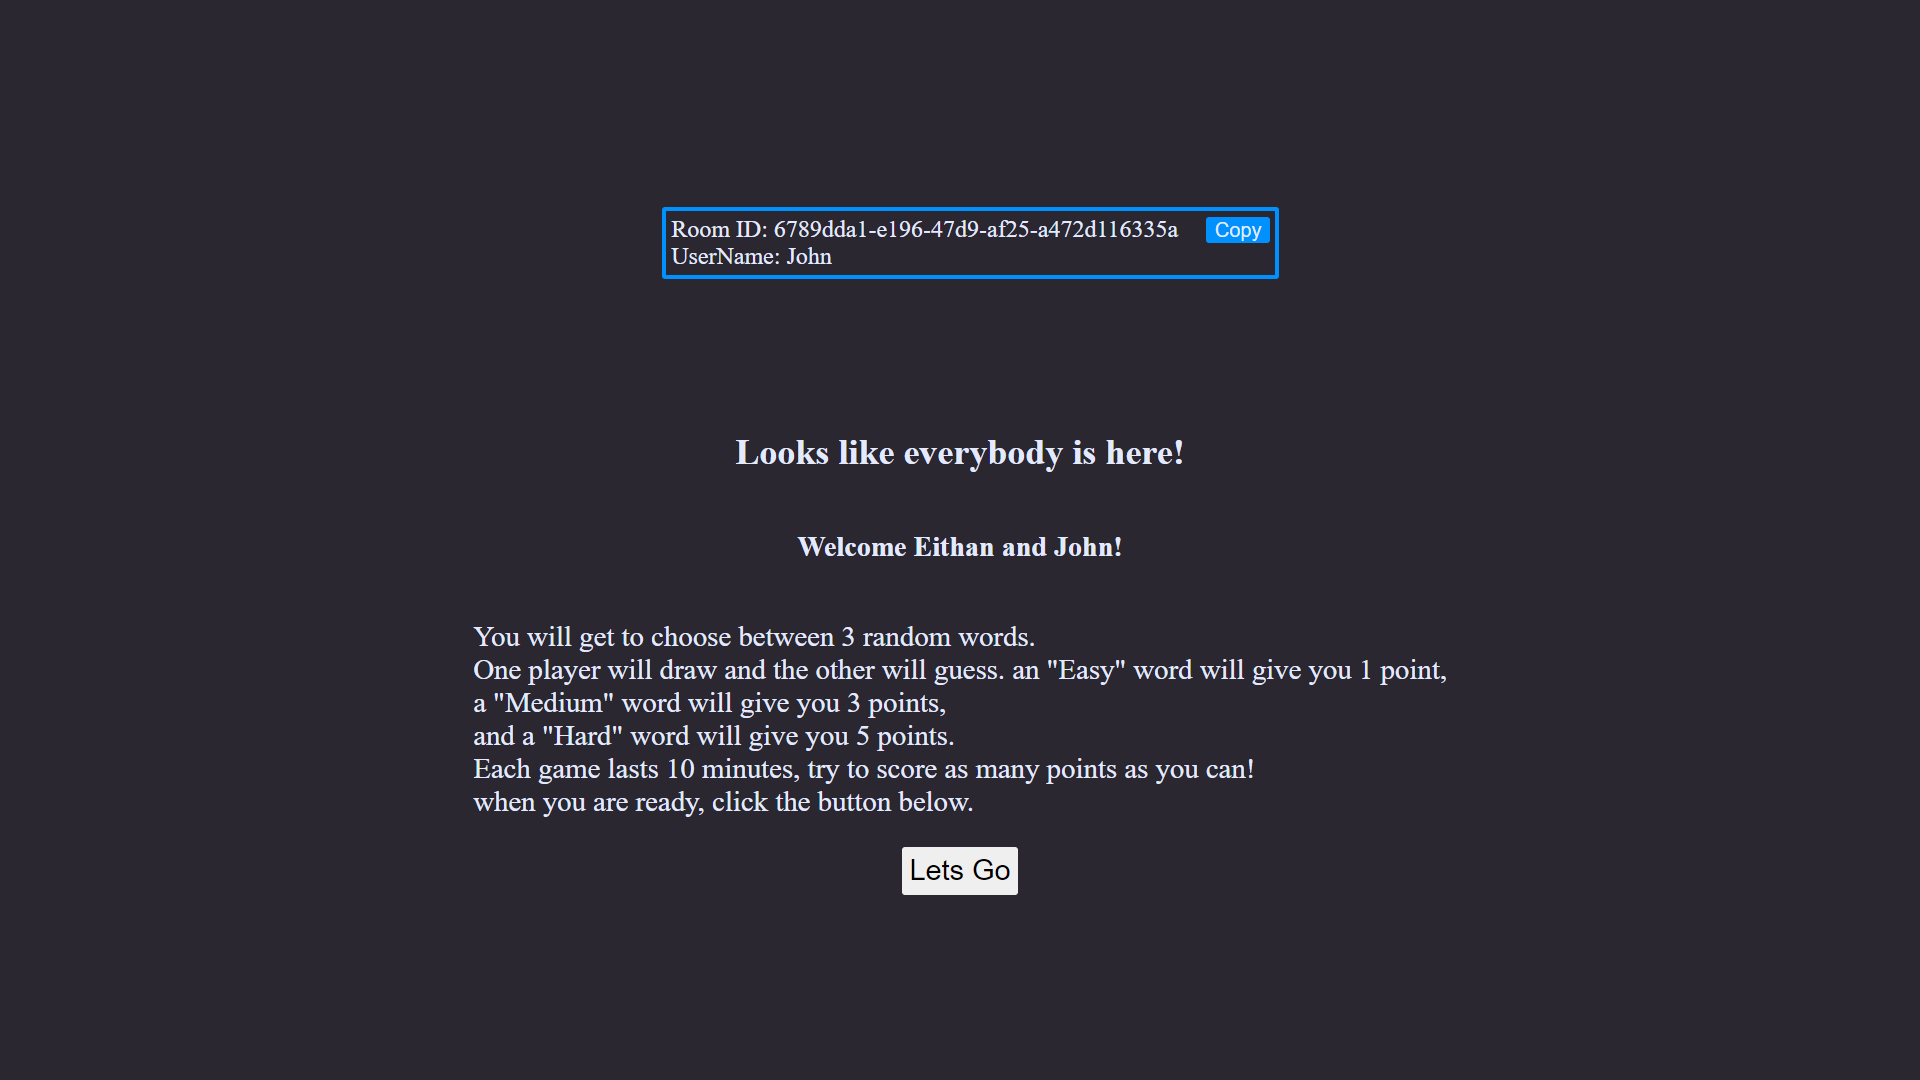 Room ID: 6789dda1-e196-47d9-af25-a472d116335a Copy
UserName: John
Looks like everybody is here!
Welcome Eithan and John!
You will get to choose between 3 random words.
One player will draw and the other will guess. an "Easy" word will give you 1 point,
a "Medium" word will give you 3 points,
and a "Hard" word will give you 5 points.
Each game lasts 10 minutes, try to score as many points as you can!
when you are ready, click the button below.
Lets Go